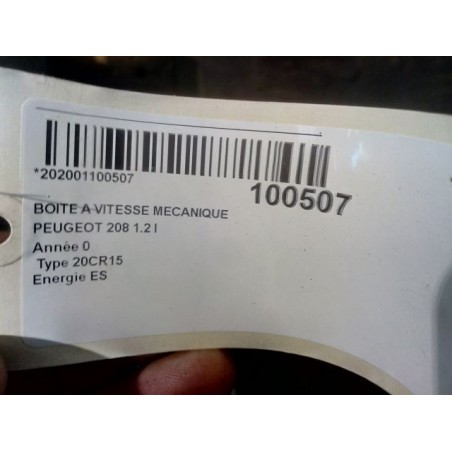 *202001100507
100507
BOITE A VITESSE MECANIQUE
PEUGEOT 208 1.2 I
Année 0
Type 20CR15
Energie ES